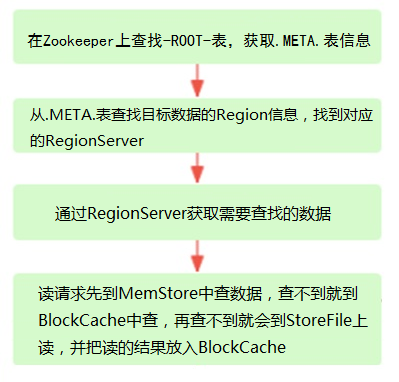 在Zookeeper上查找-ROOT-表，获取.META.表信息
从.META.表查找目标数据的Region信息，找到对应
的RegionServer
通过RegionServer获取需要查找的数据
读请求先到MemStore中查数据，查不到就到
BlockCache中查，再查不到就会到StoreFile上
读，并把读的结果放入BlockCache